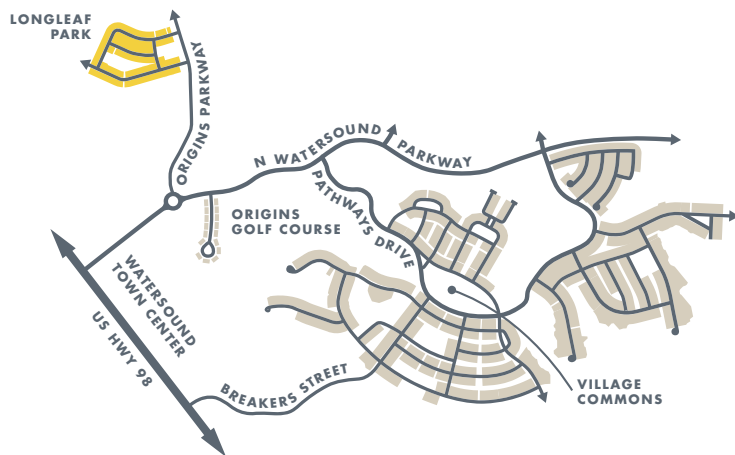 LONGLEAF
PARK
ORIGINS PARKWAY
N WATERSOUND PARKWAY
PATHWAYS DRIVE
ORIGINS
GOLF COURSE
WATERSOUND
TOWN CENTER
US HWY 98
BREAKERS STREET
VILLAGE
COMMONS